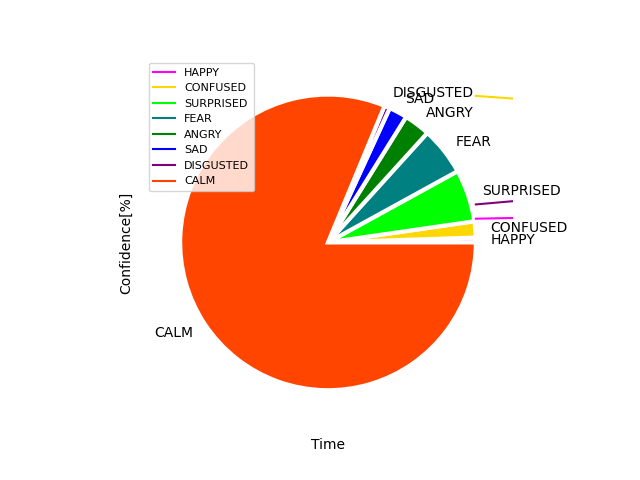 HAPPY
CONFUSED
SURPRISED
FEAR
ANGRY
SAD
DISGUSTED
CALM
DISGUSTED
SAD
ANGRY
FEAR
SURPRISED
CONFUSED
HAPPY
CALM
Confidence[%]
Time